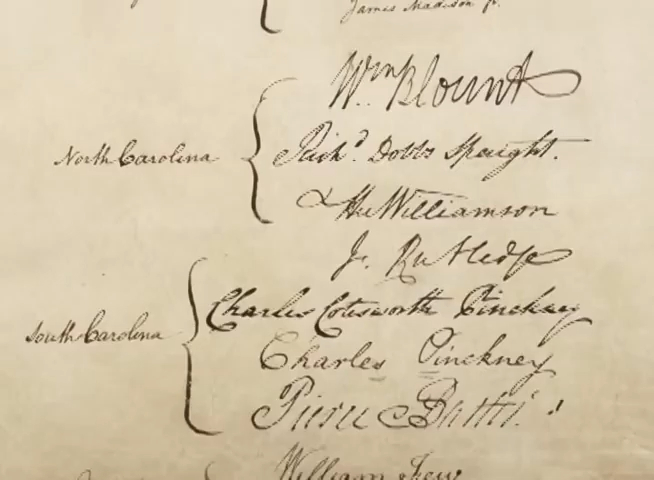 James Madison Jr.
Wm Blount
North Carolina
Richd. Dobbs Spaight.
Hu Williamson
J. Rutledge
Charles Cotesworth Pinckney
South Carolina
Charles Pinckney
Pierce Butler.
William Few